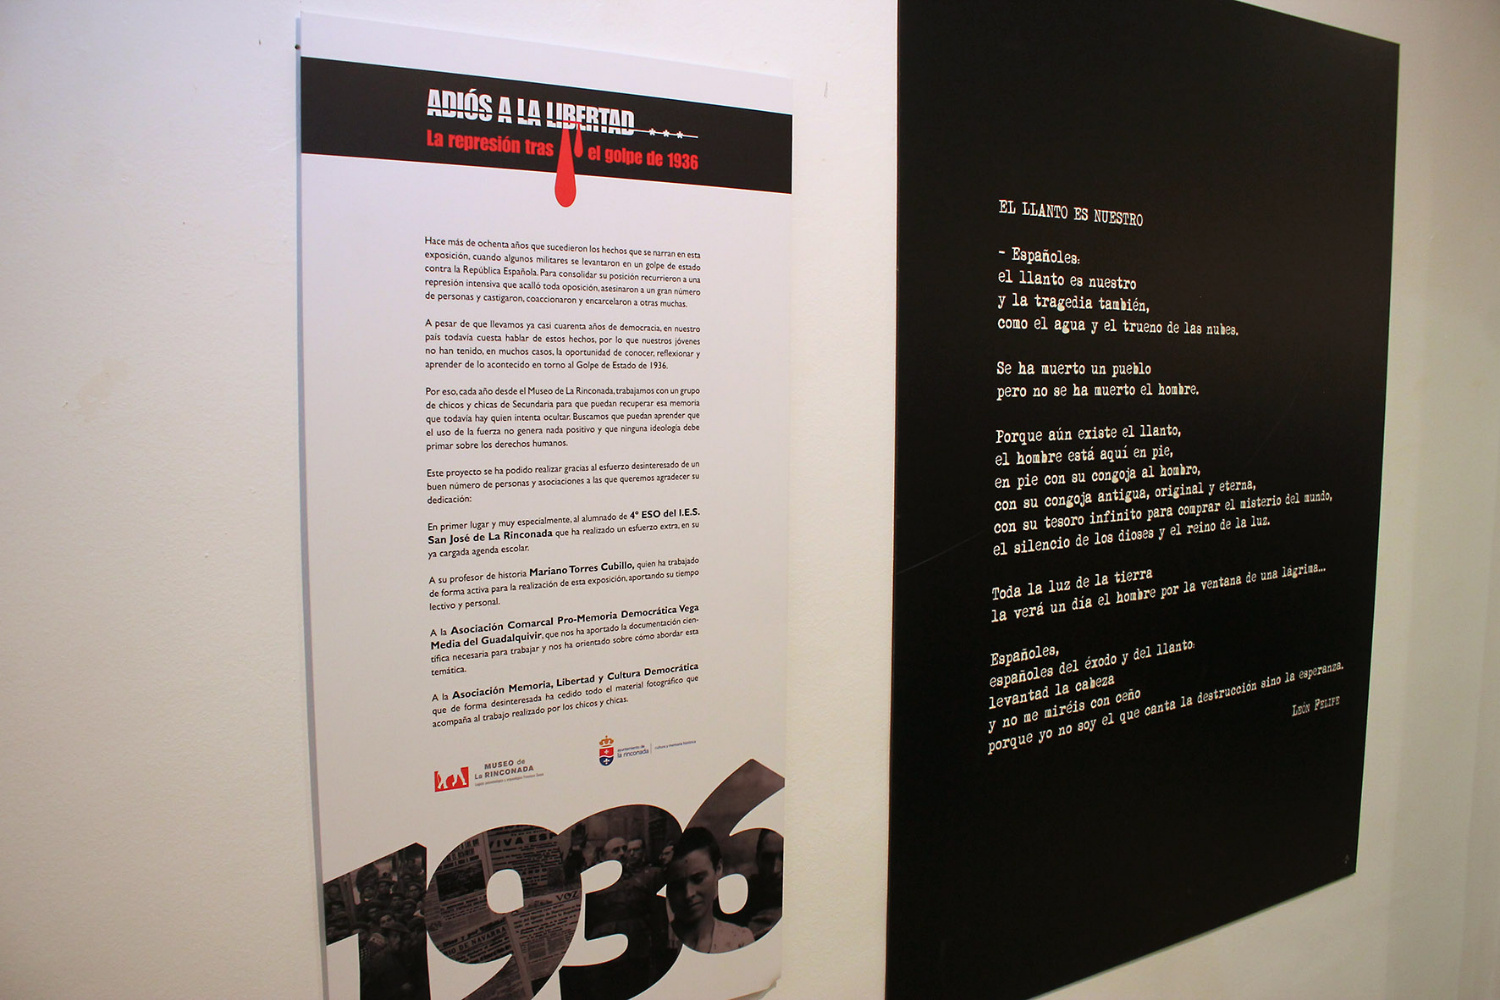 ADIÓS A LA LIBERTAD
La represión tras el golpe de 1936
Hace más de ochenta años que sucedieron los hechos que se narran en esta
exposición, cuando algunos militares se levantaron en un golpe de estado
contra la República Española. Para consolidar su posición recurrieron a una
represión intensiva que acalló toda oposición, asesinaron a un gran número
de personas y castigaron, coaccionaron y encarcelaron a otras muchas.
A pesar de que llevamos ya casi cuarenta años de democracia, en nuestro
país todavía cuesta hablar de estos hechos, por lo que nuestros jóvenes
no han tenido, en muchos casos, la oportunidad de conocer, reflexionar y
aprender de lo acontecido en torno al Golpe de Estado de 1936.
Por eso, cada año desde el Museo de La Rinconada, trabajamos con un grupo
de chicos y chicas de Secundaria para que puedan recuperar esa memoria
que todavía hay quien intenta ocultar. Buscamos que puedan aprender que
el uso de la fuerza no genera nada positivo y que ninguna ideología debe
primar sobre los derechos humanos.
Este proyecto se ha podido realizar gracias al esfuerzo desinteresado de un
buen número de personas y asociaciones a las que queremos agradecer su
dedicación:
En primer lugar y muy especialmente, al alumnado de 4º ESO del I.E.S.
San José de La Rinconada que ha realizado un esfuerzo extra, en su
ya cargada agenda escolar.
A su profesor de historia Mariano Torres Cubillo, quien ha trabajado
de forma activa para la realización de esta exposición, aportando su tiempo
lectivo y personal.
A la Asociación Comarcal Pro-Memoria Democrática Vega
Media del Guadalquivir, que nos ha aportado la documentación cien-
tífica necesaria para trabajar y nos ha orientado sobre cómo abordar esta
temática.
A la Asociación Memoria, Libertad y Cultura Democrática
que de forma desinteresada ha cedido todo el material fotográfico que
acompaña al trabajo realizado por los chicos y chicas.
MUSEO de
La RINCONADA
ayuntamiento de
la rinconada
1936
VIVA ESP
VOZ
EL LLANTO ES NUESTRO
- Españoles:
el llanto es nuestro
y la tragedia también,
como el agua y el trueno de las nubes.
Se ha muerto un pueblo
pero no se ha muerto el hombre.
Porque aún existe el llanto,
el hombre está aquí en pie,
en pie con su congoja al hombro,
con su congoja antigua, original y eterna,
con su tesoro infinito para comprar el misterio del mundo,
el silencio de los dioses y el reino de la luz.
Toda la luz de la tierra
la verá un día el hombre por la ventana de una lágrima...
Españoles,
españoles del éxodo y del llanto:
levantad la cabeza
y no me miréis con ceño
porque yo no soy el que canta la destrucción sino la esperanza.
León Felipe